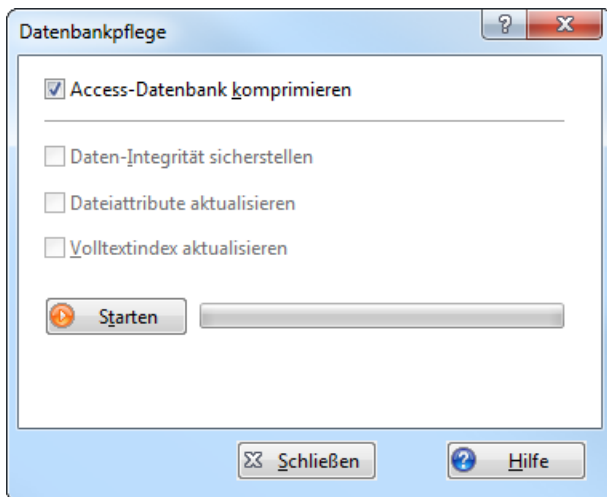 Datenbankpflege
Access-Datenbank komprimieren
Daten-Integrität sicherstellen
Dateiattribute aktualisieren
Volltextindex aktualisieren
Starten
Schließen Hilfe